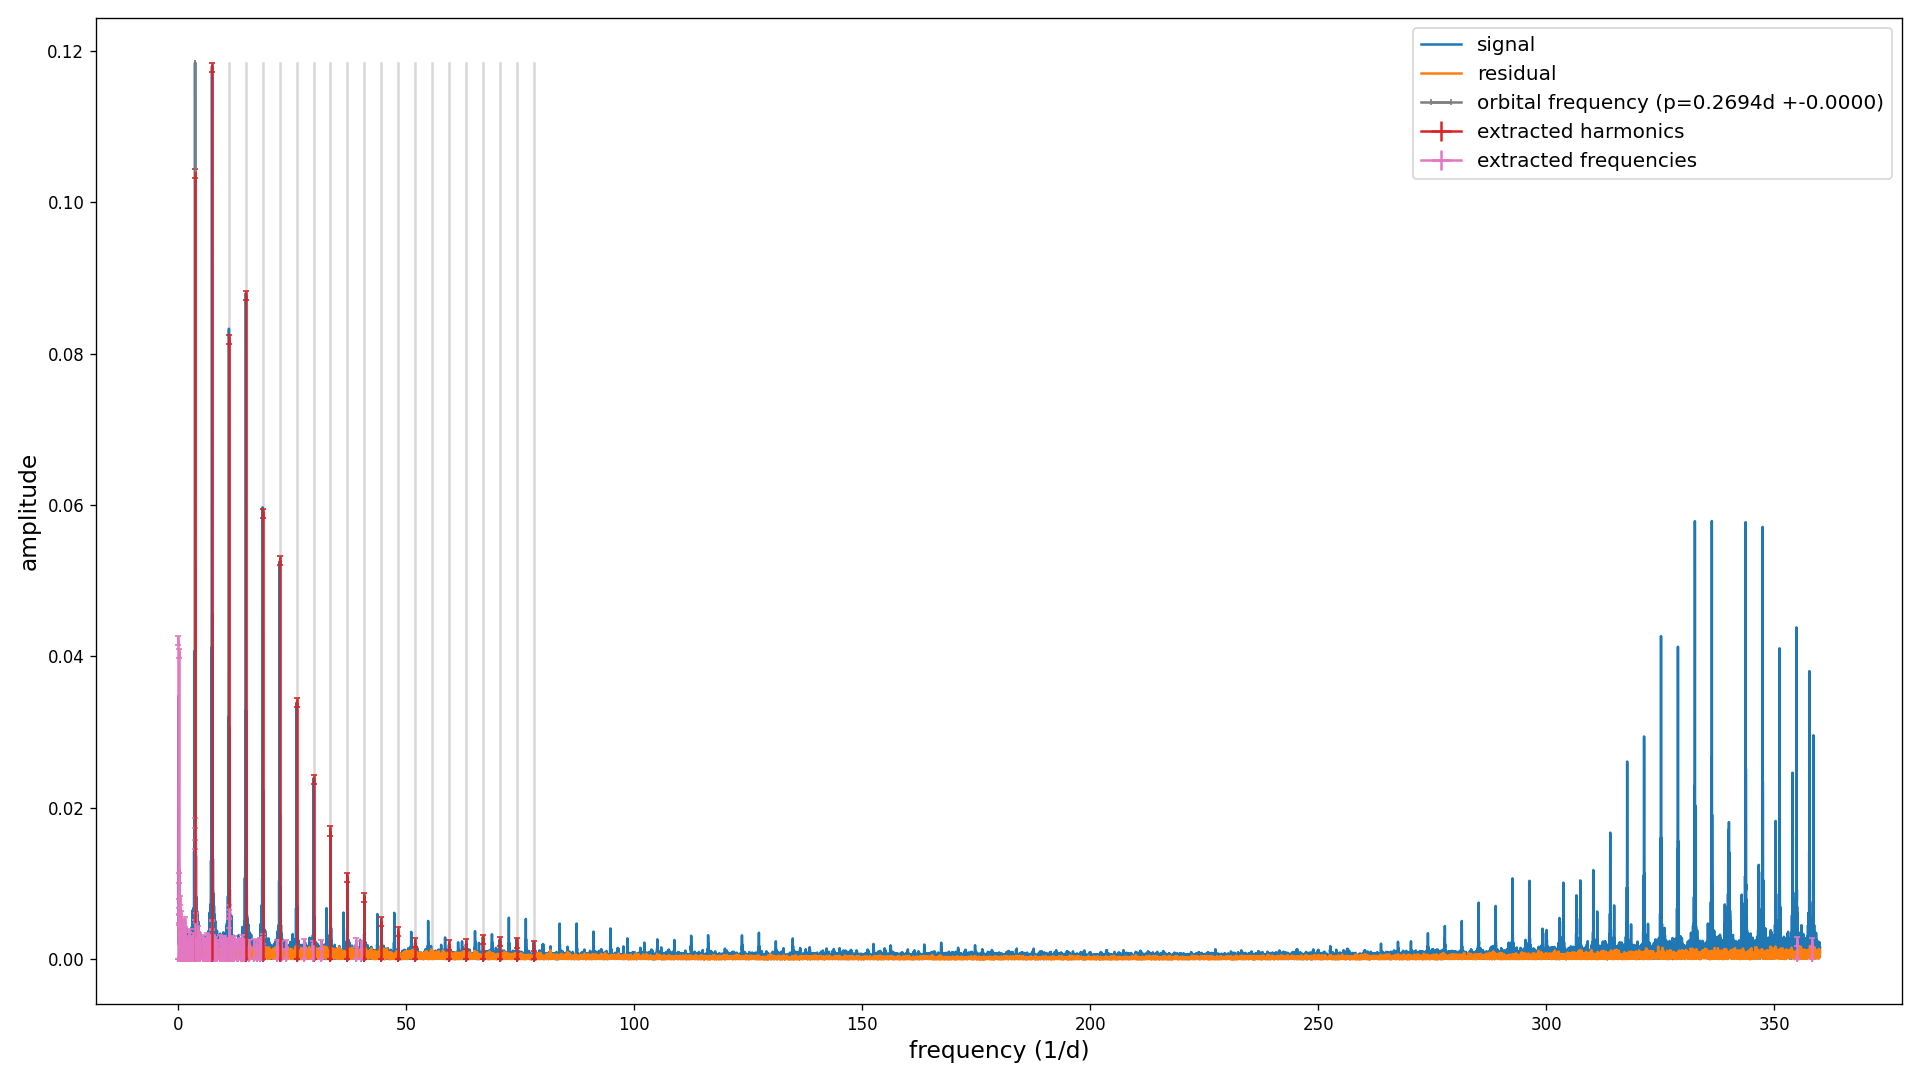 signal
residual
orbital frequency (p=0.2694d +-0.0000)
extracted harmonics
extracted frequencies
0.12
0.10
0.08
0.06
0.04
0.02
0.00
amplitude
0 50 100 150 200 250 300 350
frequency (1/d)